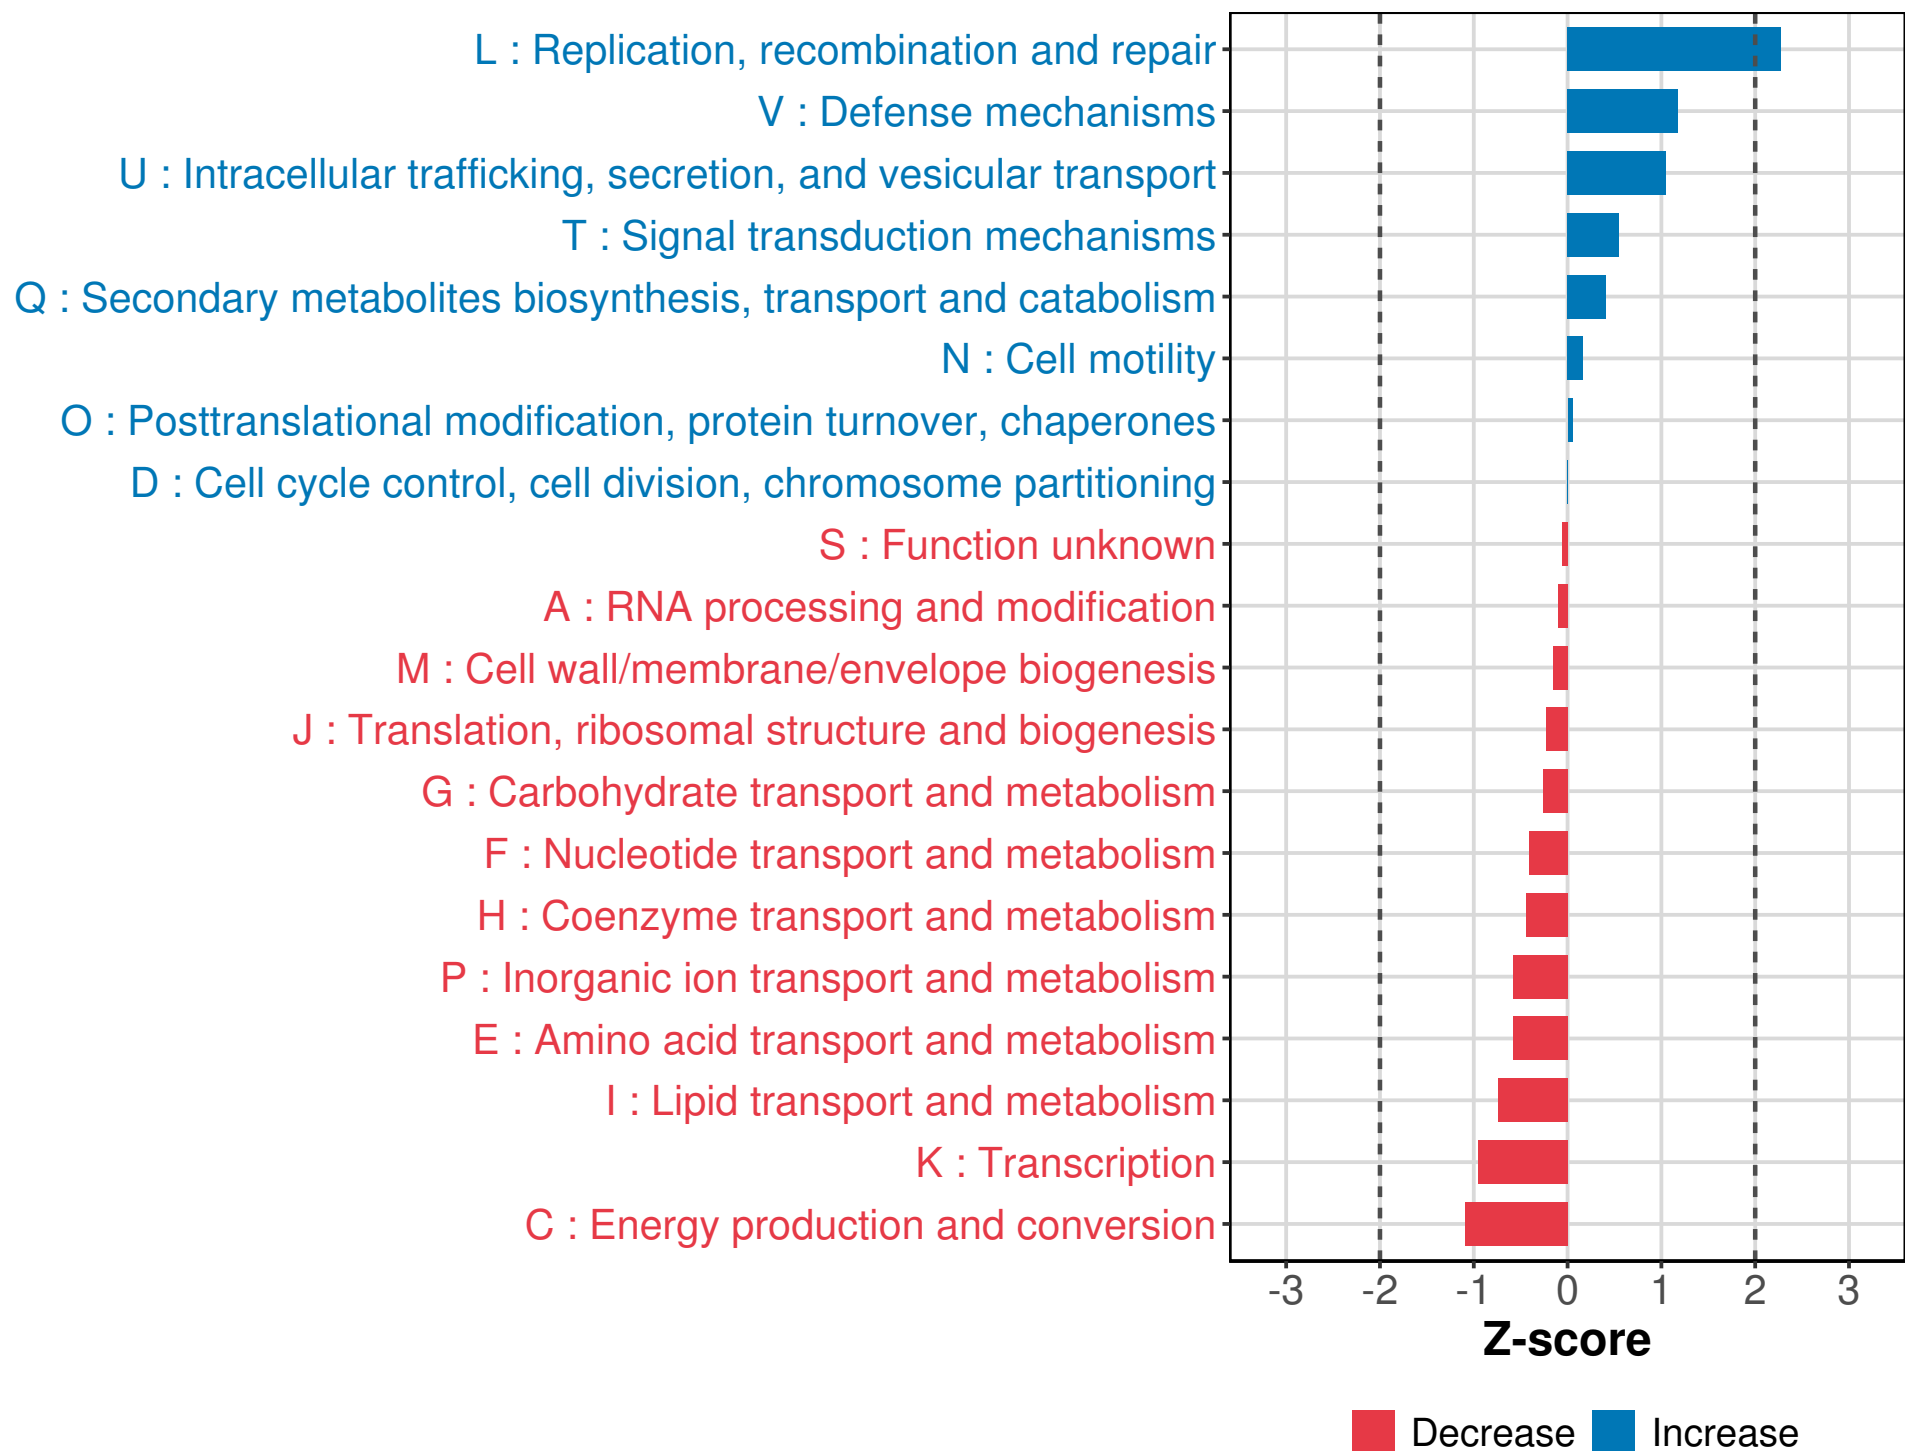 L : Replication, recombination and repair
V : Defense mechanisms
U : Intracellular trafficking, secretion, and vesicular transport
T : Signal transduction mechanisms
Q : Secondary metabolites biosynthesis, transport and catabolism
N : Cell motility
O : Posttranslational modification, protein turnover, chaperones
D : Cell cycle control, cell division, chromosome partitioning
S : Function unknown
A : RNA processing and modification
M : Cell wall/membrane/envelope biogenesis
J : Translation, ribosomal structure and biogenesis
G : Carbohydrate transport and metabolism
F : Nucleotide transport and metabolism
H : Coenzyme transport and metabolism
P : Inorganic ion transport and metabolism
E : Amino acid transport and metabolism
I : Lipid transport and metabolism
K : Transcription
C : Energy production and conversion
-3 -2 -1 0 1 2 3
Z-score
Decrease Increase